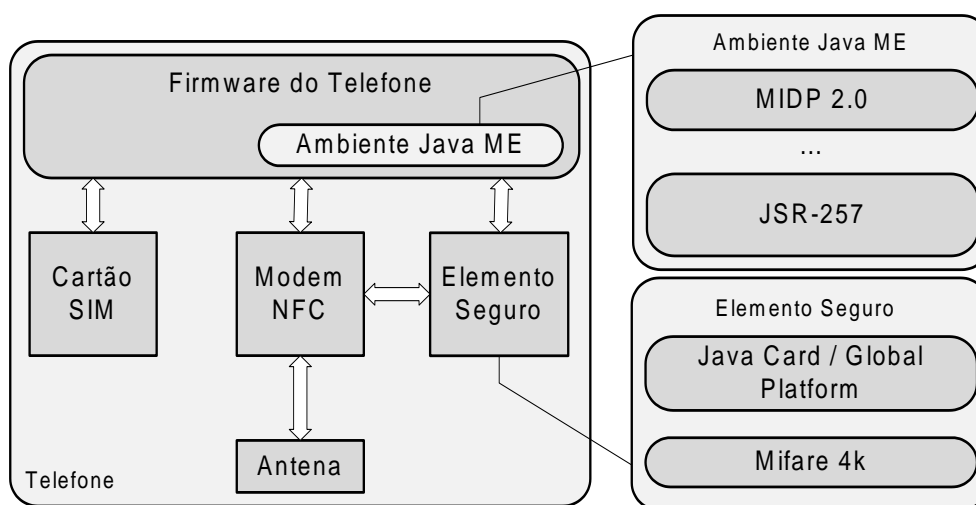 Firmware do Telefone
Ambiente Java ME
Cartão
SIM
Modem
NFC
Elemento
Seguro
Antena
Telefone
Ambiente Java ME
MIDP 2.0
...
JSR-257
Elemento Seguro
Java Card / Global
Platform
Mifare 4k